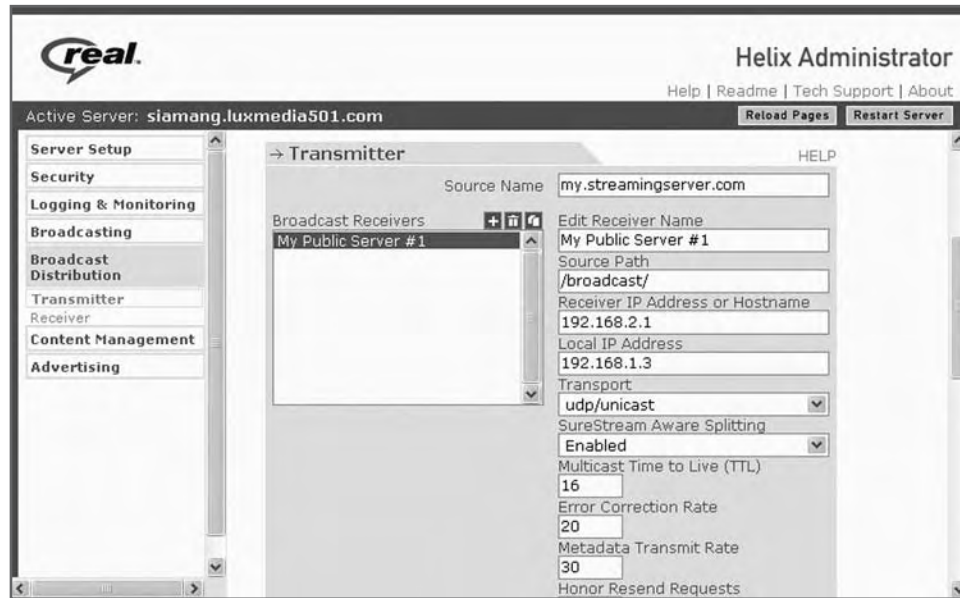 real.
Helix Administrator
Help | Readme | Tech Support | About
Active Server: siamang.luxmedia501.com
Reload Pages
Restart Server
Server Setup
Security
Logging & Monitoring
Broadcasting
Broadcast
Distribution
Transmitter
Receiver
Content Management
Advertising
→ Transmitter
HELP
Source Name
my.streamingserver.com
Broadcast Receivers
My Public Server #1
Edit Receiver Name
My Public Server #1
Source Path
/broadcast/
Receiver IP Address or Hostname
192.168.2.1
Local IP Address
192.168.1.3
Transport
udp/unicast
SureStream Aware Splitting
Enabled
Multicast Time to Live (TTL)
16
Error Correction Rate
20
Metadata Transmit Rate
30
Honor Resend Requests